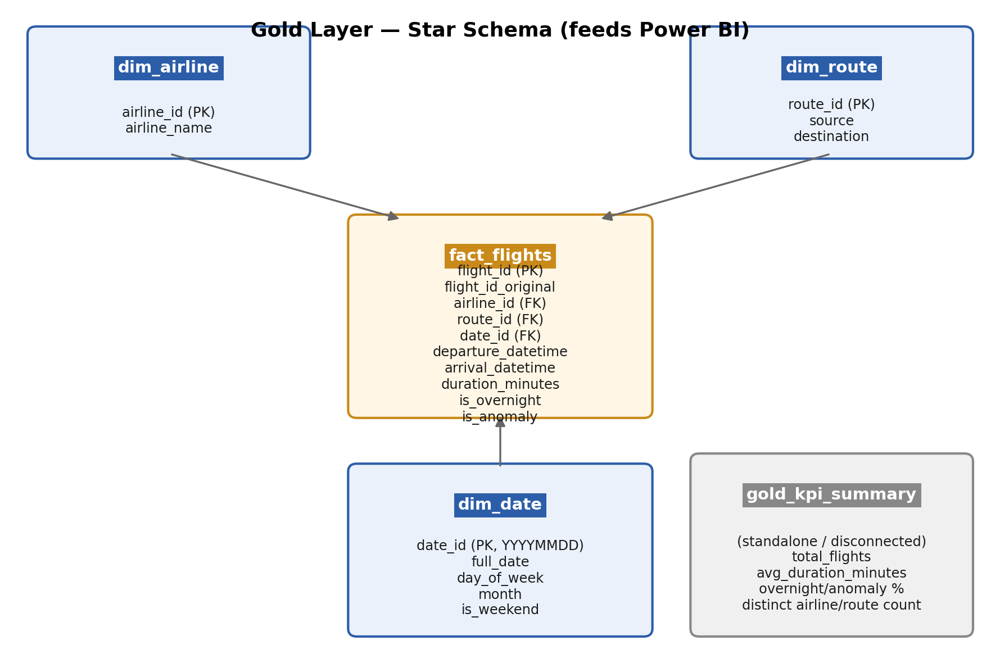 Gold Layer — Star Schema (feeds Power BI)
dim_airline
airline_id (PK)
airline_name
dim_route
route_id (PK)
source
destination
fact_flights
flight_id (PK)
flight_id_original
airline_id (FK)
route_id (FK)
date_id (FK)
departure_datetime
arrival_datetime
duration_minutes
is_overnight
is_anomaly
dim_date
date_id (PK, YYYYMMDD)
full_date
day_of_week
month
is_weekend
gold_kpi_summary
(standalone / disconnected)
total_flights
avg_duration_minutes
overnight/anomaly %
distinct airline/route count